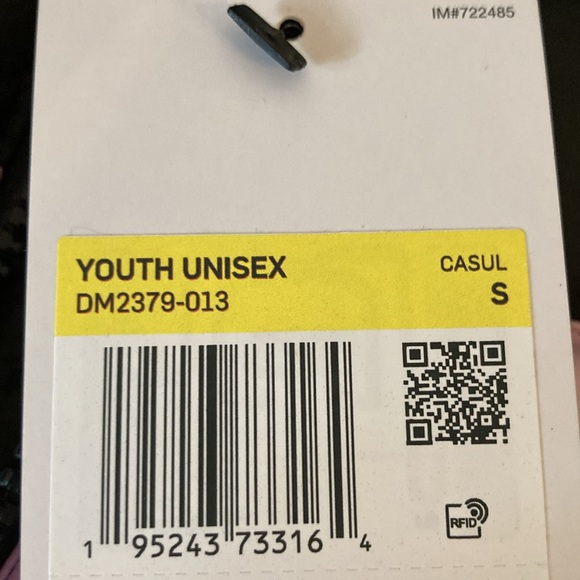 IM#722485
YOUTH UNISEX CASUL
DM2379-013 S
1 95243 73316 4
RFID